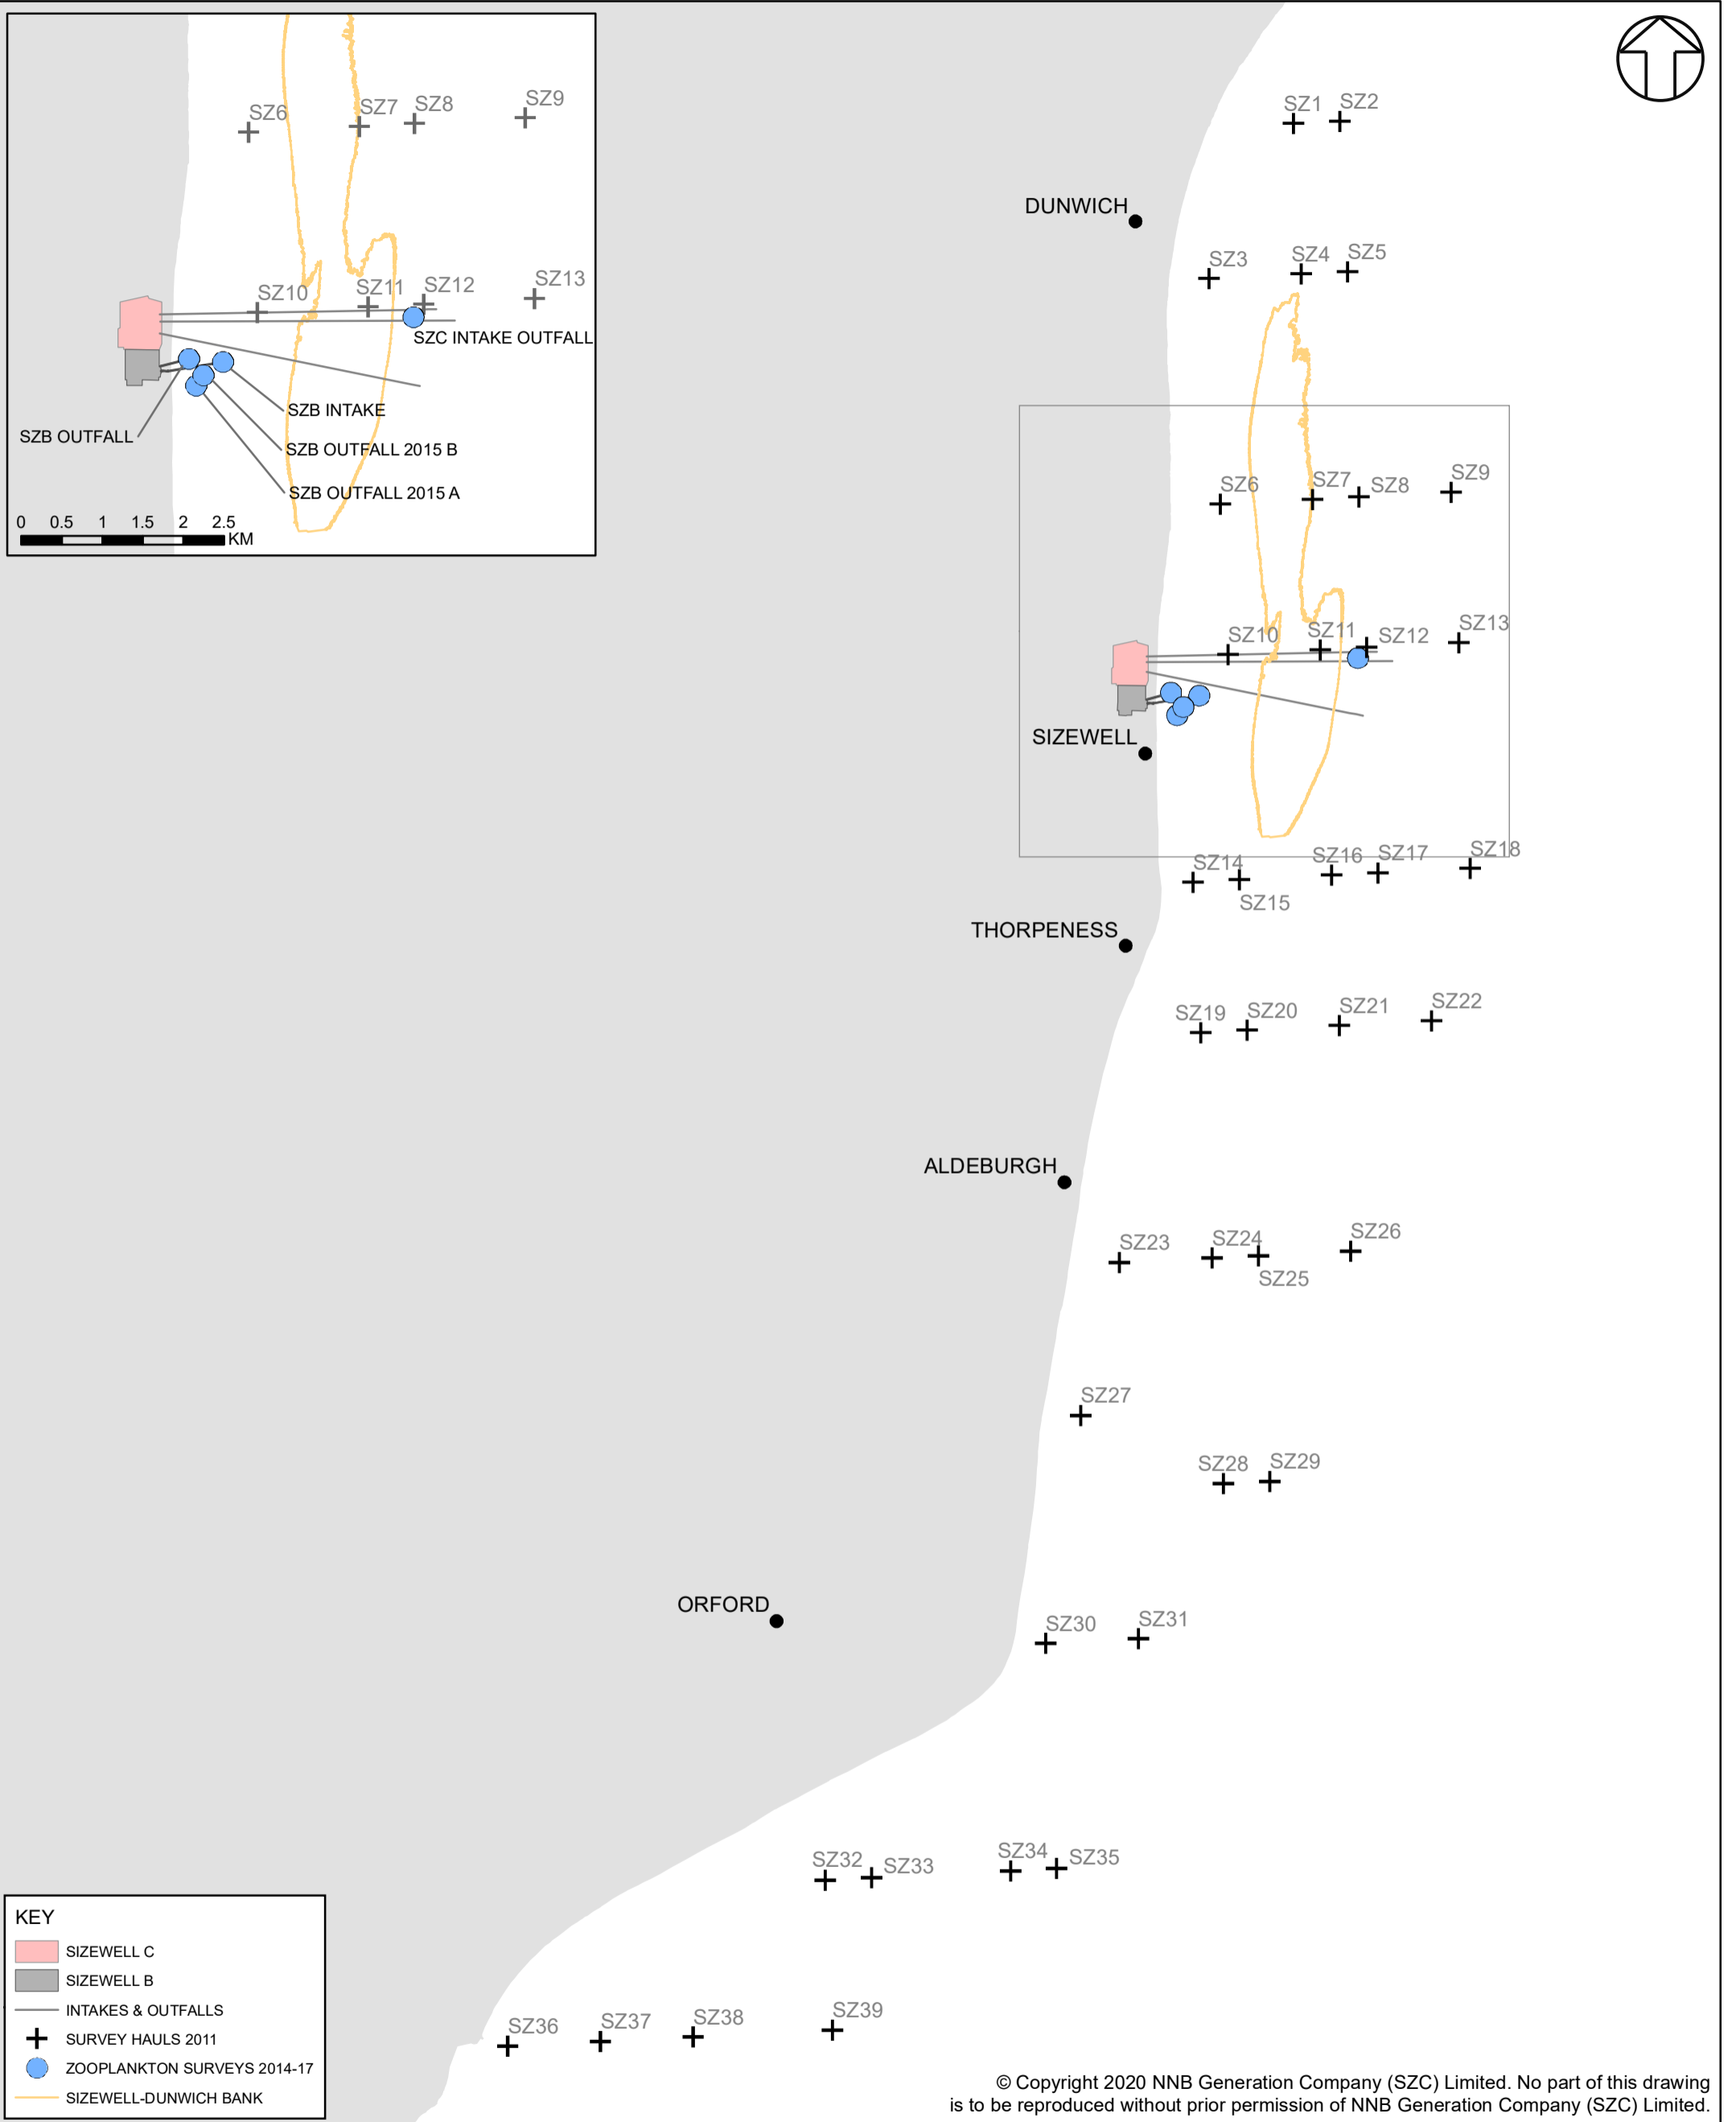 SZ6
SZ7
SZ8
SZ9
SZ10
SZ11
SZ12
SZ13
SZC INTAKE OUTFALL
SZB INTAKE
SZB OUTFALL
SZB OUTFALL 2015 B
SZB OUTFALL 2015 A
0 0.5 1 1.5 2 2.5
KM
SZ1 SZ2
DUNWICH
SZ3 SZ4 SZ5
SZ6 SZ7 SZ8 SZ9
SZ10 SZ11 SZ12 SZ13
SIZEWELL
SZ14 SZ16 SZ17 SZ18
SZ15
THORPENESS
SZ19 SZ20 SZ21 SZ22
ALDEBURGH
SZ23 SZ24 SZ26
SZ25
SZ27
SZ28 SZ29
ORFORD
SZ30 SZ31
SZ32 SZ33 SZ34 SZ35
SZ36 SZ37 SZ38 SZ39
KEY
SIZEWELL C
SIZEWELL B
INTAKES & OUTFALLS
SURVEY HAULS 2011
ZOOPLANKTON SURVEYS 2014-17
SIZEWELL-DUNWICH BANK
© Copyright 2020 NNB Generation Company (SZC) Limited. No part of this drawing
is to be reproduced without prior permission of NNB Generation Company (SZC) Limited.